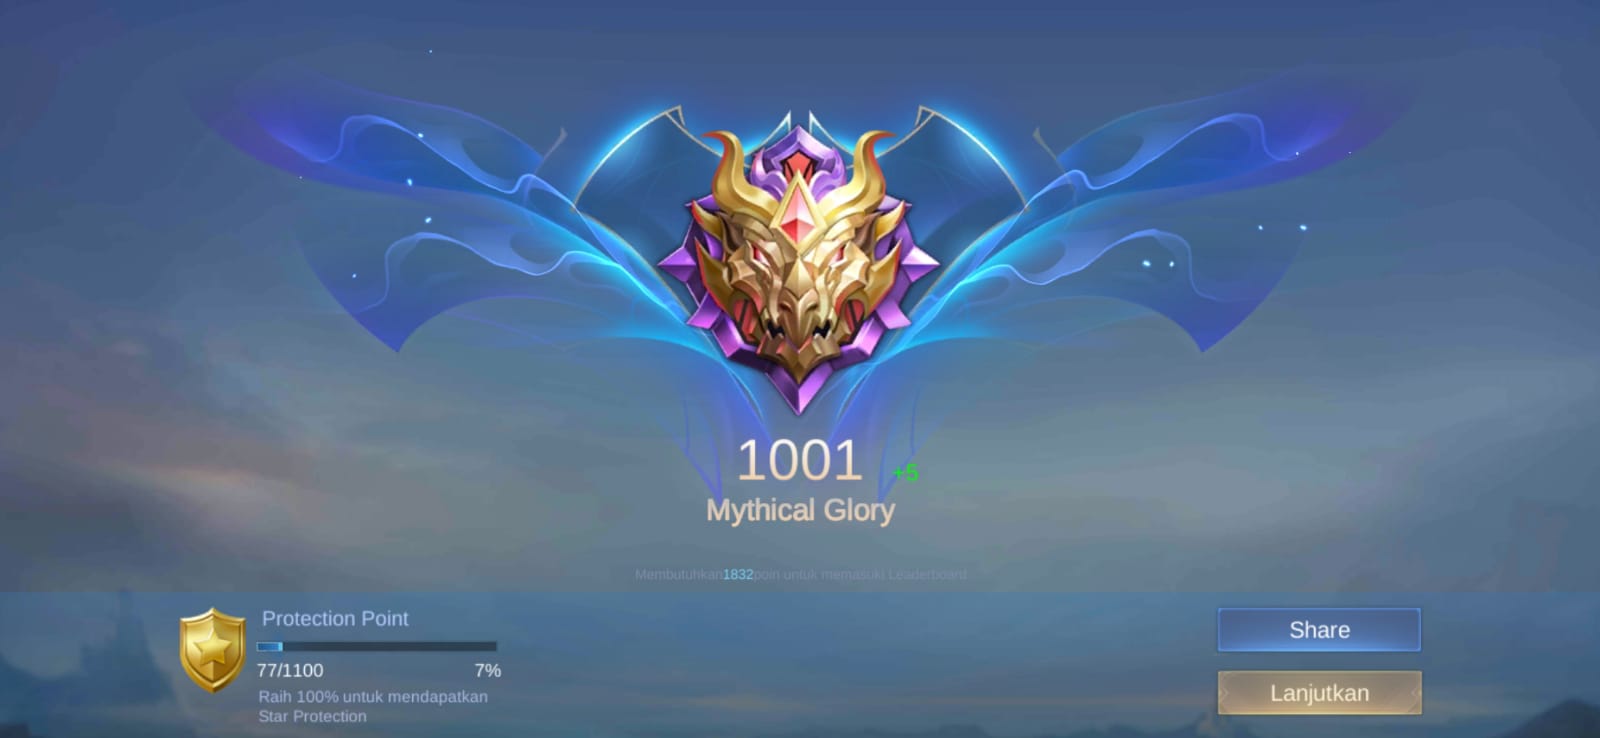 1001 +5
Mythical Glory
Membutuhkan1832poin untuk memasuki Leaderboard
Protection Point
77/1100 7%
Raih 100% untuk mendapatkan
Star Protection
Share
Lanjutkan